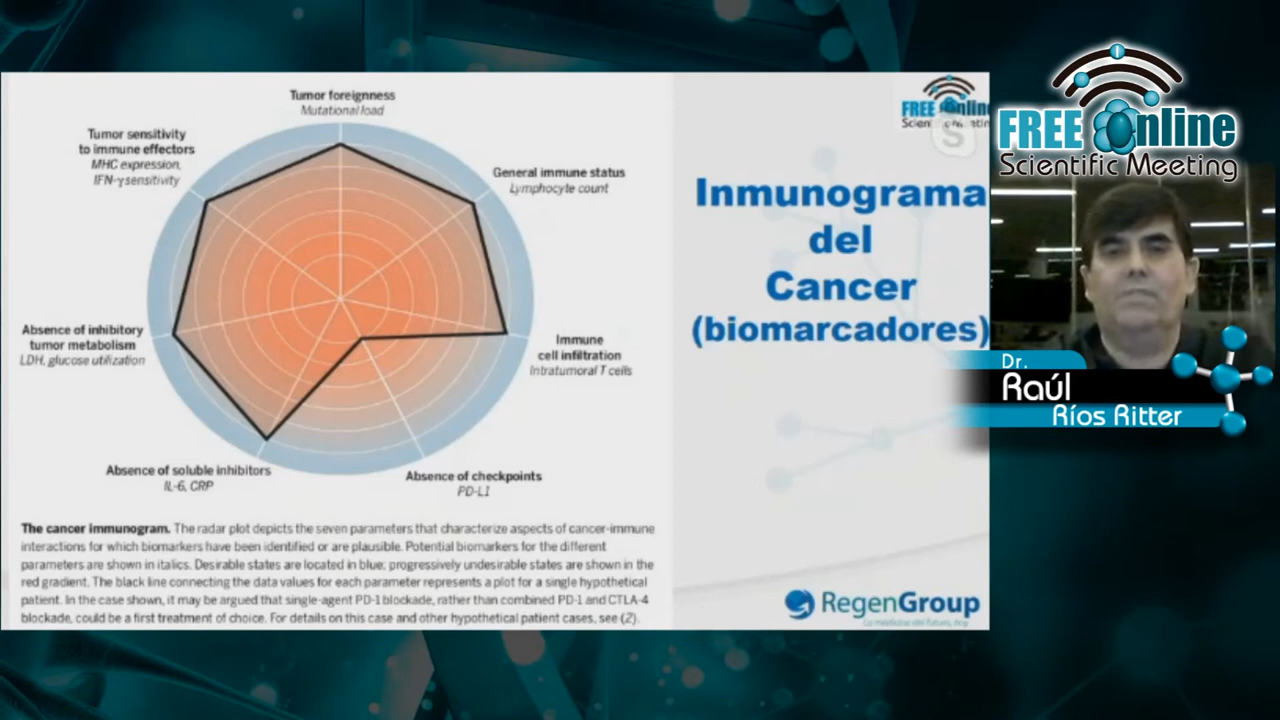 Tumor foreignness
Mutational load
Tumor sensitivity
to immune effectors
MHC expression,
IFN-γ sensitivity
General immune status
Lymphocyte count
Absence of inhibitory
tumor metabolism
LDH, glucose utilization
Immune
cell infiltration
Intratumoral T cells
Absence of soluble inhibitors
IL-6, CRP
Absence of checkpoints
PD-L1
The cancer immunogram. The radar plot depicts the seven parameters that characterize aspects of cancer-immune
interactions for which biomarkers have been identified or are plausible. Potential biomarkers for the different
parameters are shown in italics. Desirable states are located in blue; progressively undesirable states are shown in the
red gradient. The black line connecting the data values for each parameter represents a plot for a single hypothetical
patient. In the case shown, it may be argued that single-agent PD-1 blockade, rather than combined PD-1 and CTLA-4
blockade, could be a first treatment of choice. For details on this case and other hypothetical patient cases, see (2).
FREE Online
Inmunograma
del
Cancer
(biomarcadores)
RegenGroup
La medicina del futuro, hoy
FREE Online
Scientific Meeting
Dr.
Raúl
Ríos Ritter